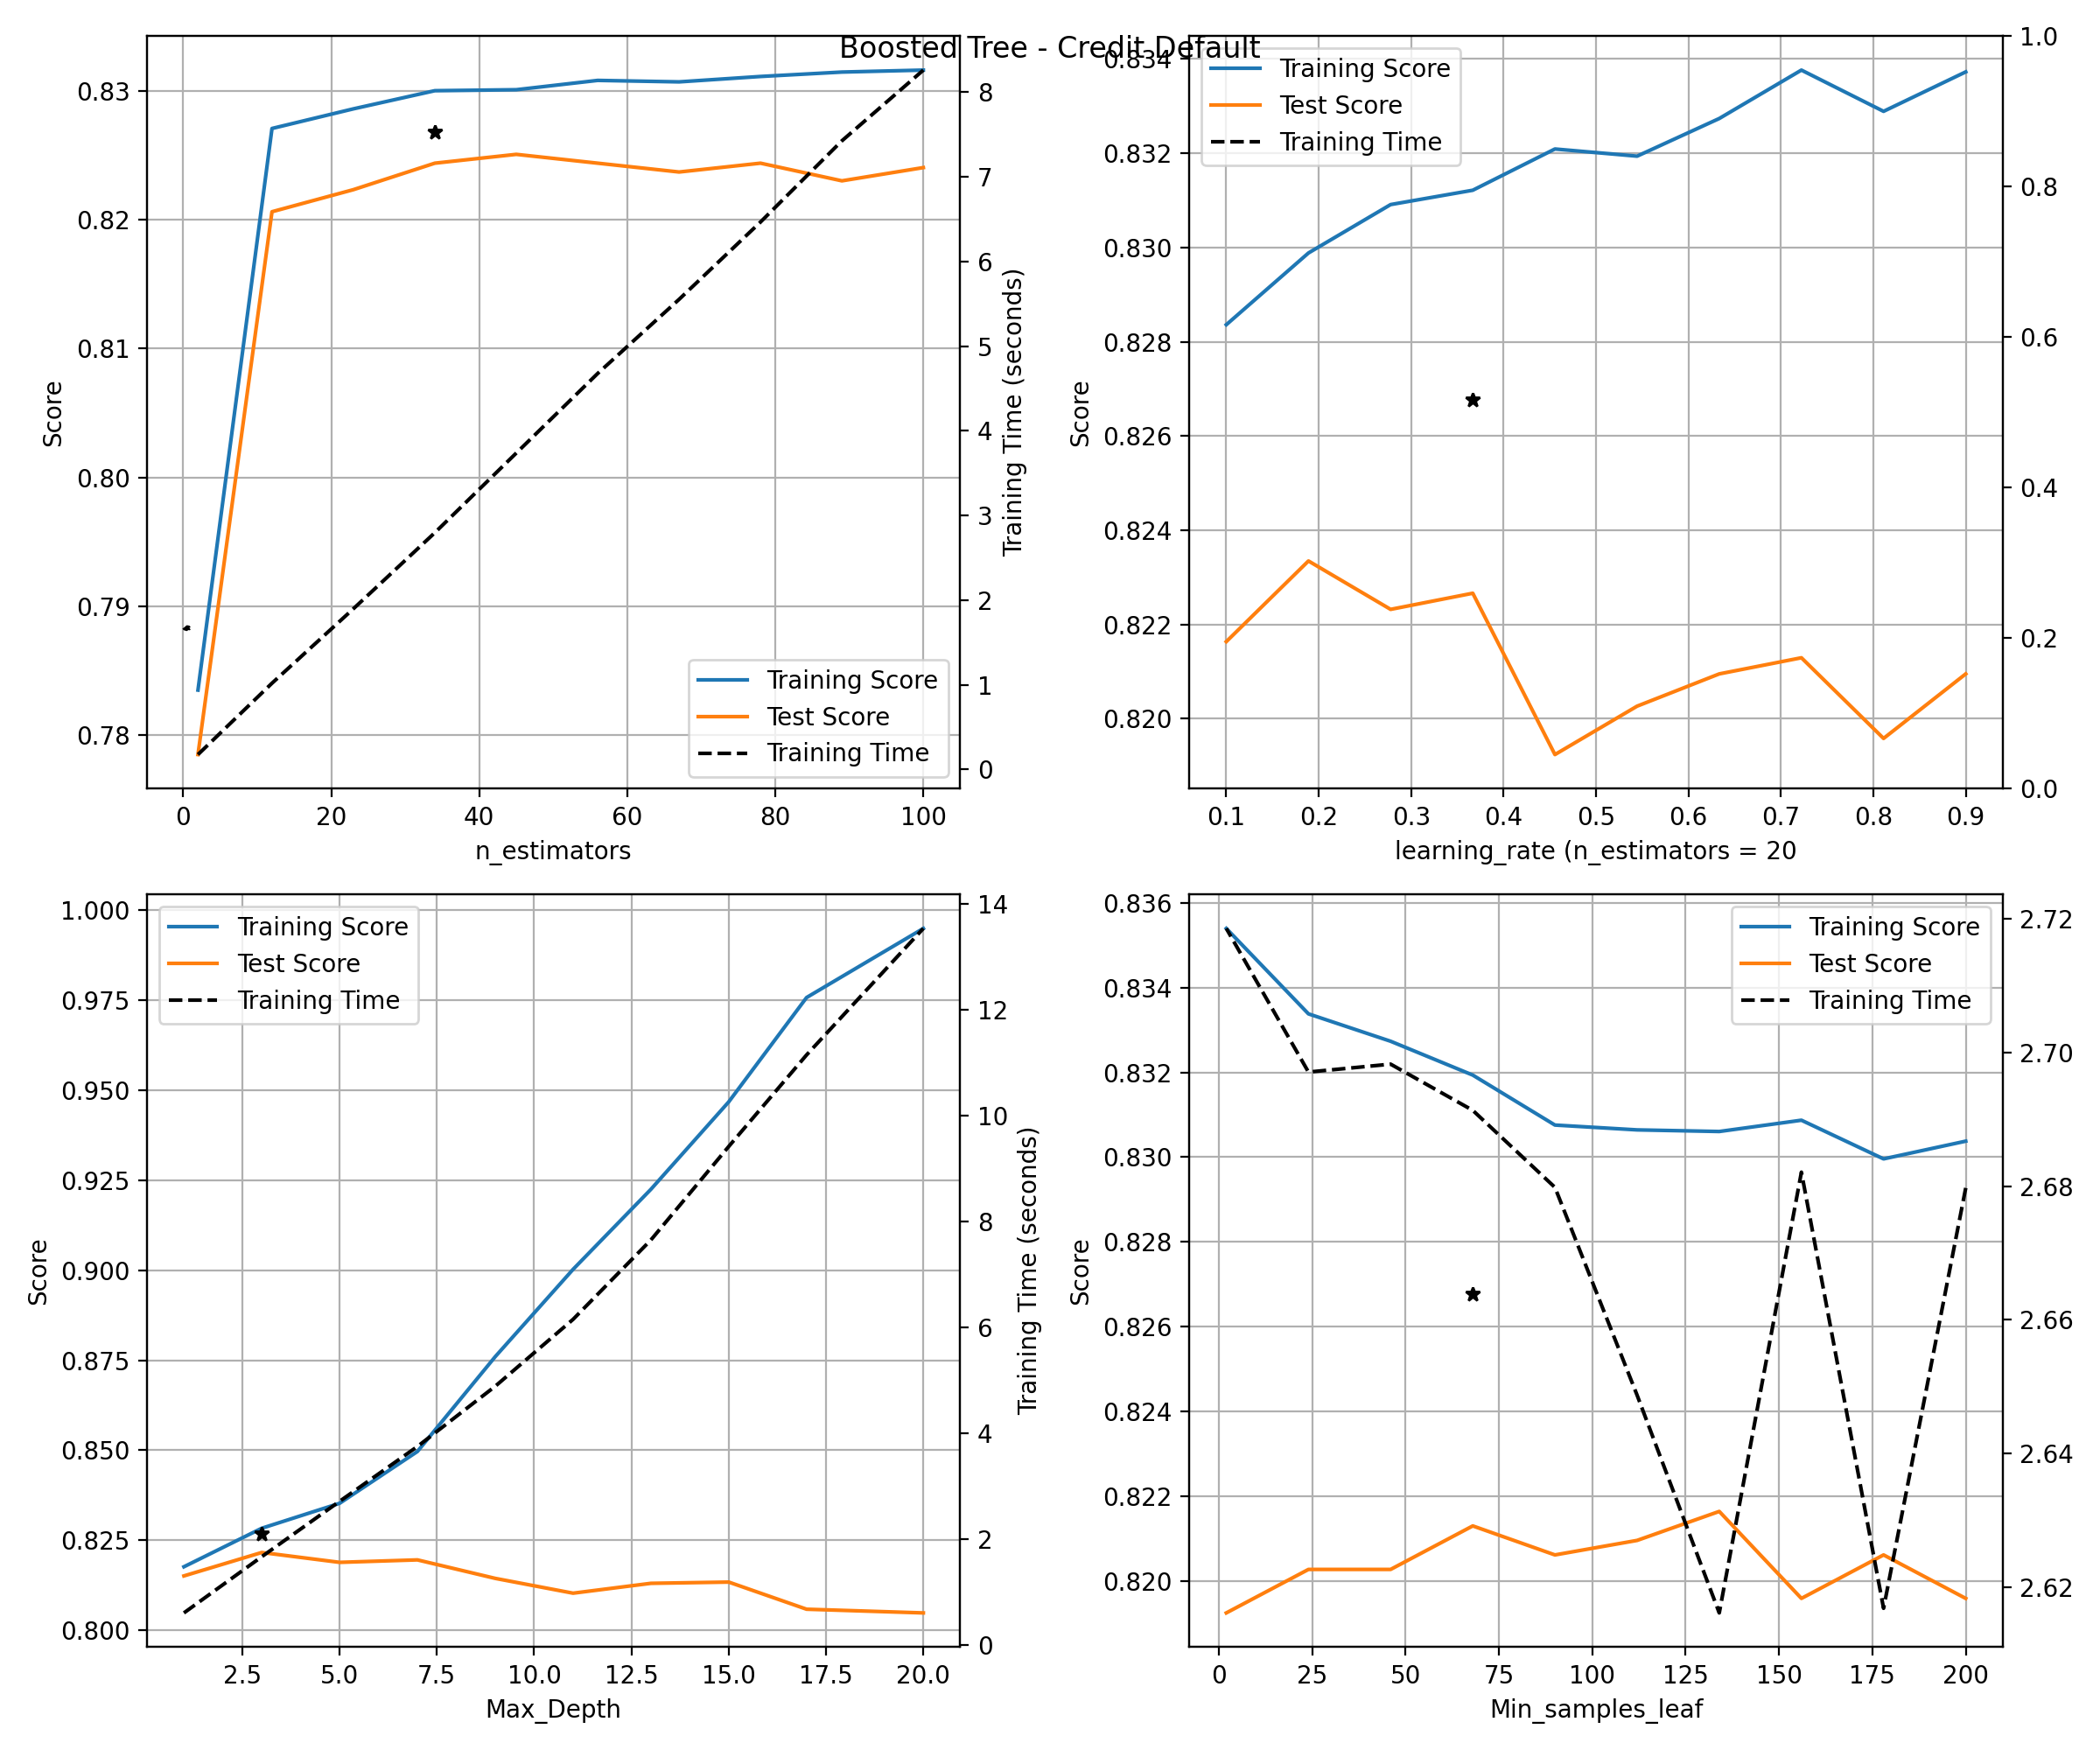 Boosted Tree - Credit Default
0.83
0.82
0.81
0.80
0.79
0.78
Score
8
7
6
5
4
3
2
1
0
Training Time (seconds)
Training Score
Test Score
Training Time
0 20 40 60 80 100
n_estimators
0.834
0.832
0.830
0.828
0.826
0.824
0.822
0.820
Score
1.0
0.8
0.6
0.4
0.2
0.0
Training Score
Test Score
Training Time
0.1 0.2 0.3 0.4 0.5 0.6 0.7 0.8 0.9
learning_rate (n_estimators = 20
1.000
0.975
0.950
0.925
0.900
0.875
0.850
0.825
0.800
Score
14
12
10
8
6
4
2
0
Training Time (seconds)
Training Score
Test Score
Training Time
2.5 5.0 7.5 10.0 12.5 15.0 17.5 20.0
Max_Depth
0.836
0.834
0.832
0.830
0.828
0.826
0.824
0.822
0.820
Score
2.72
2.70
2.68
2.66
2.64
2.62
Training Score
Test Score
Training Time
0 25 50 75 100 125 150 175 200
Min_samples_leaf